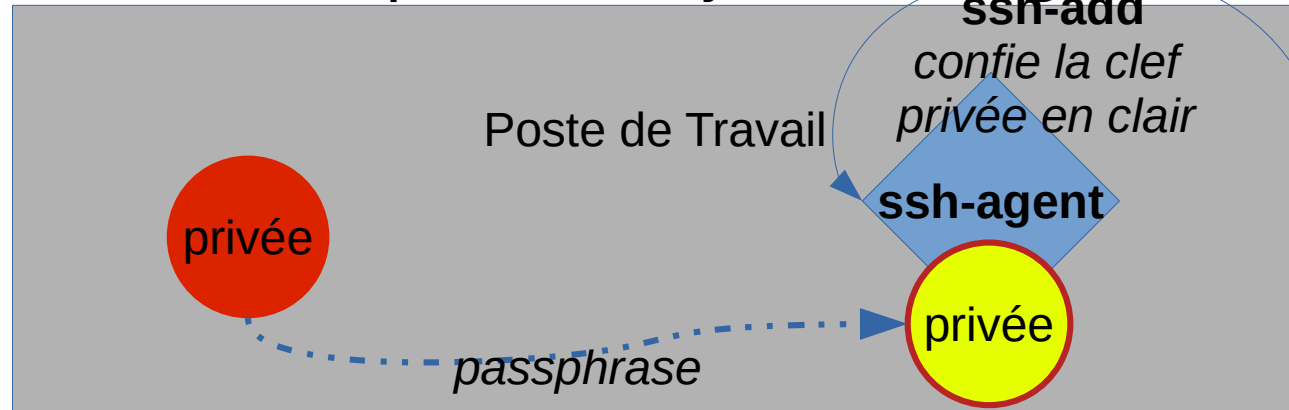 ssh-add
confie la clef
privée en clair
Poste de Travail
ssh-agent
privée
privée
passphrase